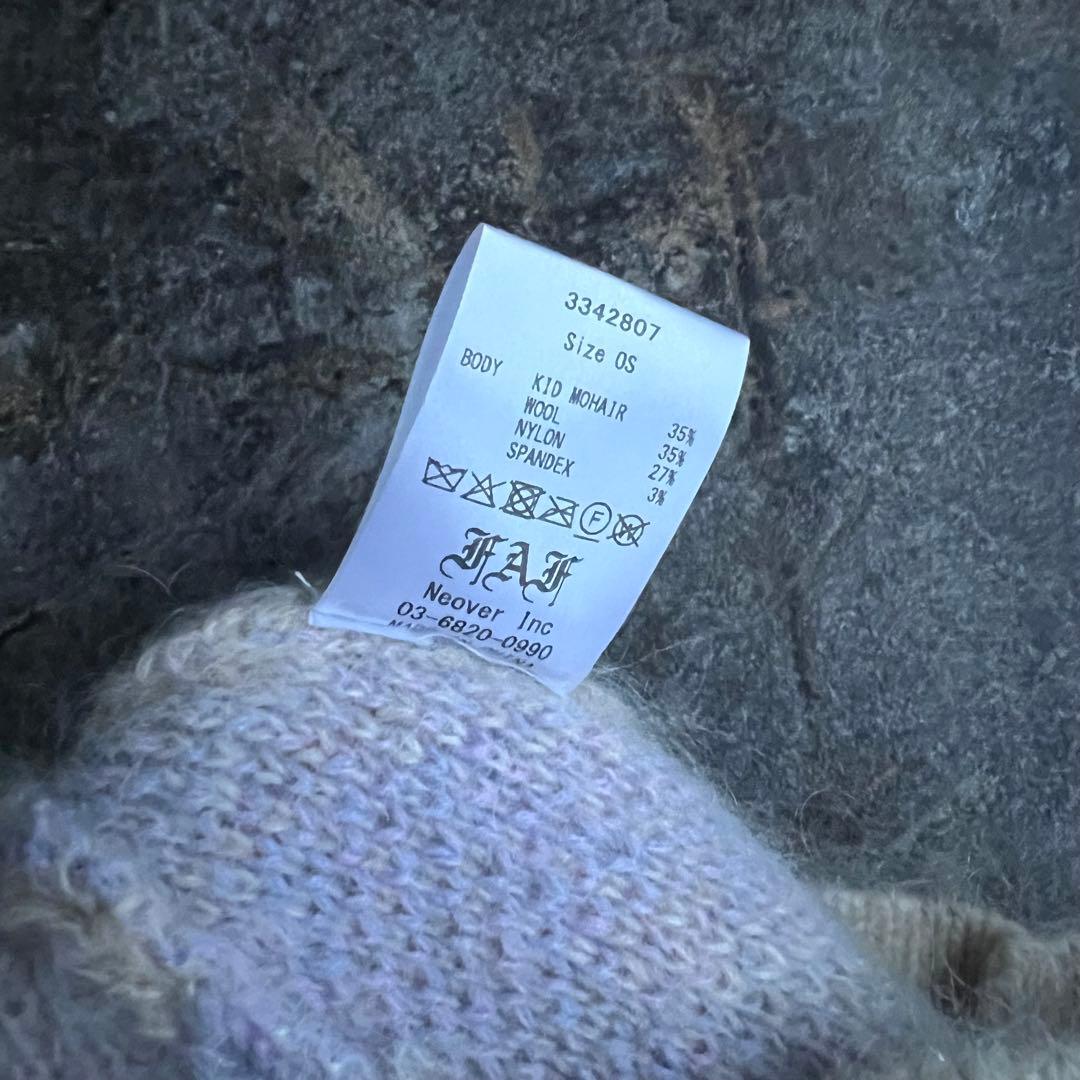 3342807
Size OS
BODY KID MOHAIR 35%
WOOL 35%
NYLON 27%
SPANDEX 3%
F W
FAF
Neover Inc
03-6820-0990